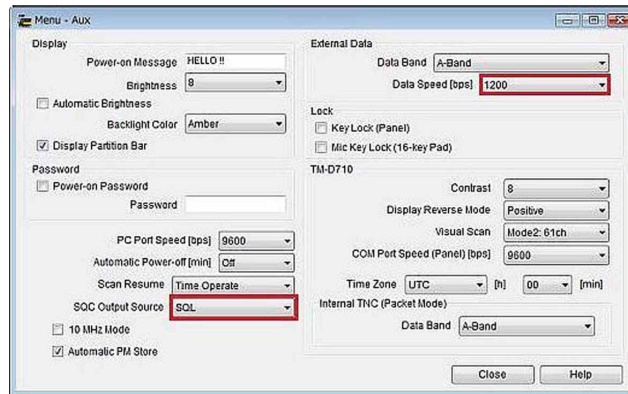 Menu - Aux
Display
Power-on Message HELLO !!
Brightness 8
Automatic Brightness
Backlight Color Amber
Display Partition Bar
Password
Power-on Password
Password
PC Port Speed [bps] 9600
Automatic Power-off [min] Off
Scan Resume Time Operate
SQC Output Source SQL
10 MHz Mode
Automatic PM Store
External Data
Data Band A-Band
Data Speed [bps] 1200
Lock
Key Lock (Panel)
Mic Key Lock (16-key Pad)
TM-D710
Contrast 8
Display Reverse Mode Positive
Visual Scan Mode2: 61ch
COM Port Speed (Panel) [bps] 9600
Time Zone UTC [h] 00 [min]
Internal TNC (Packet Mode)
Data Band A-Band
Close Help